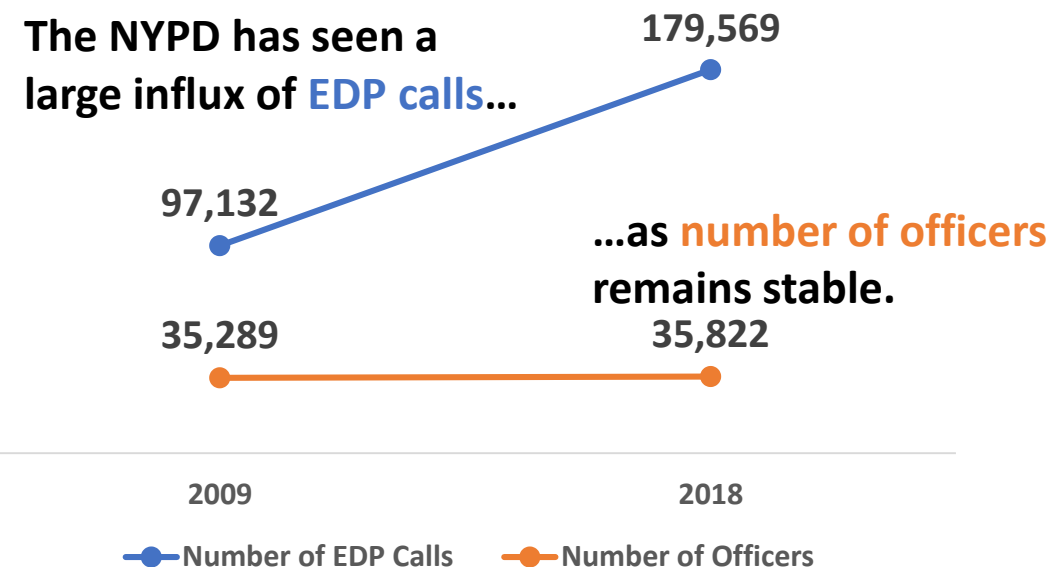 The NYPD has seen a
large influx of EDP calls…
179,569
97,132
…as number of officers
remains stable.
35,289
35,822
2009
2018
Number of EDP Calls
Number of Officers